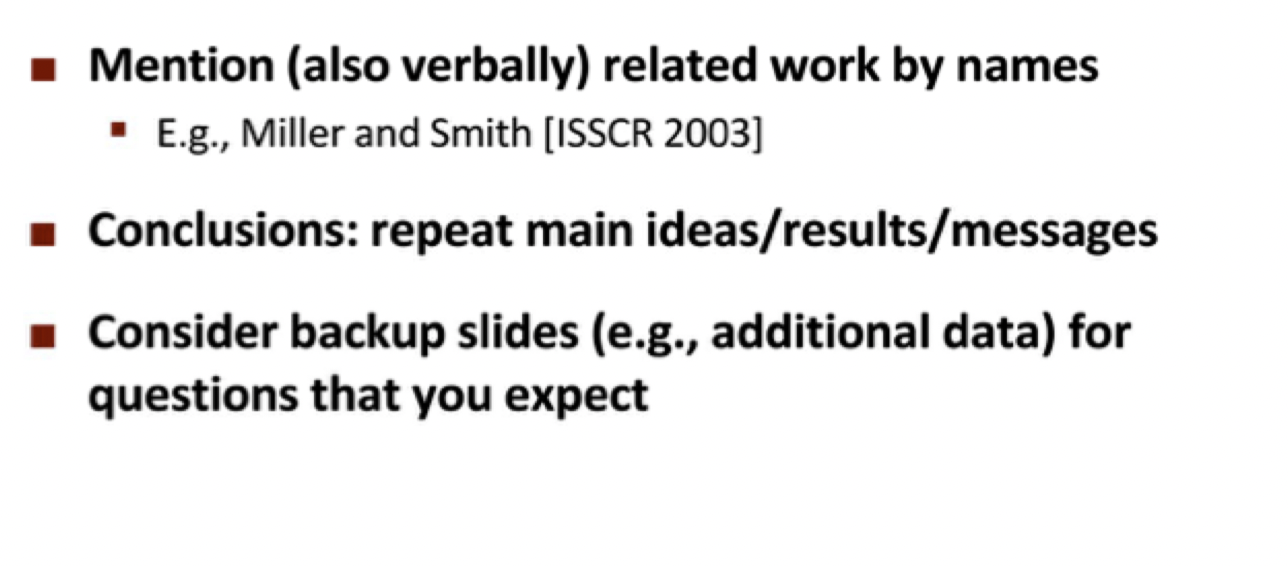 Mention (also verbally) related work by names
E.g., Miller and Smith [ISSCR 2003]
Conclusions: repeat main ideas/results/messages
Consider backup slides (e.g., additional data) for
questions that you expect